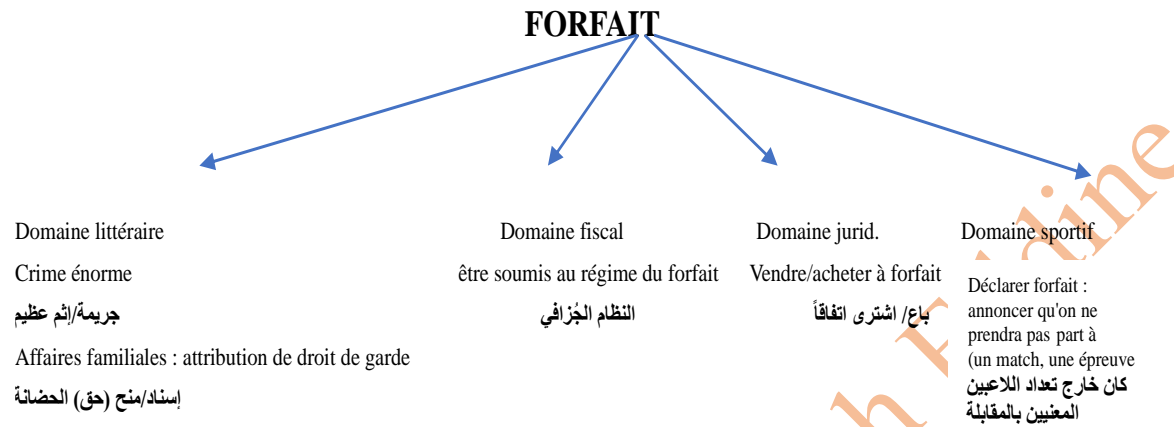 FORFAIT
Domaine littéraire
Crime énorme
جريمة/إثم عظيم
Affaires familiales : attribution de droit de garde
إسناد/منح (حق) الحضانة
Domaine fiscal
être soumis au régime du forfait
النظام الجُزافي
Domaine jurid.
Vendre/acheter à forfait
باع/ اشترى اتفاقاً
Domaine sportif
Déclarer forfait :
annoncer qu'on ne
prendra pas part à
(un match, une épreuve
كان خارج تعداد اللاعبين
المعنيين بالمقابلة